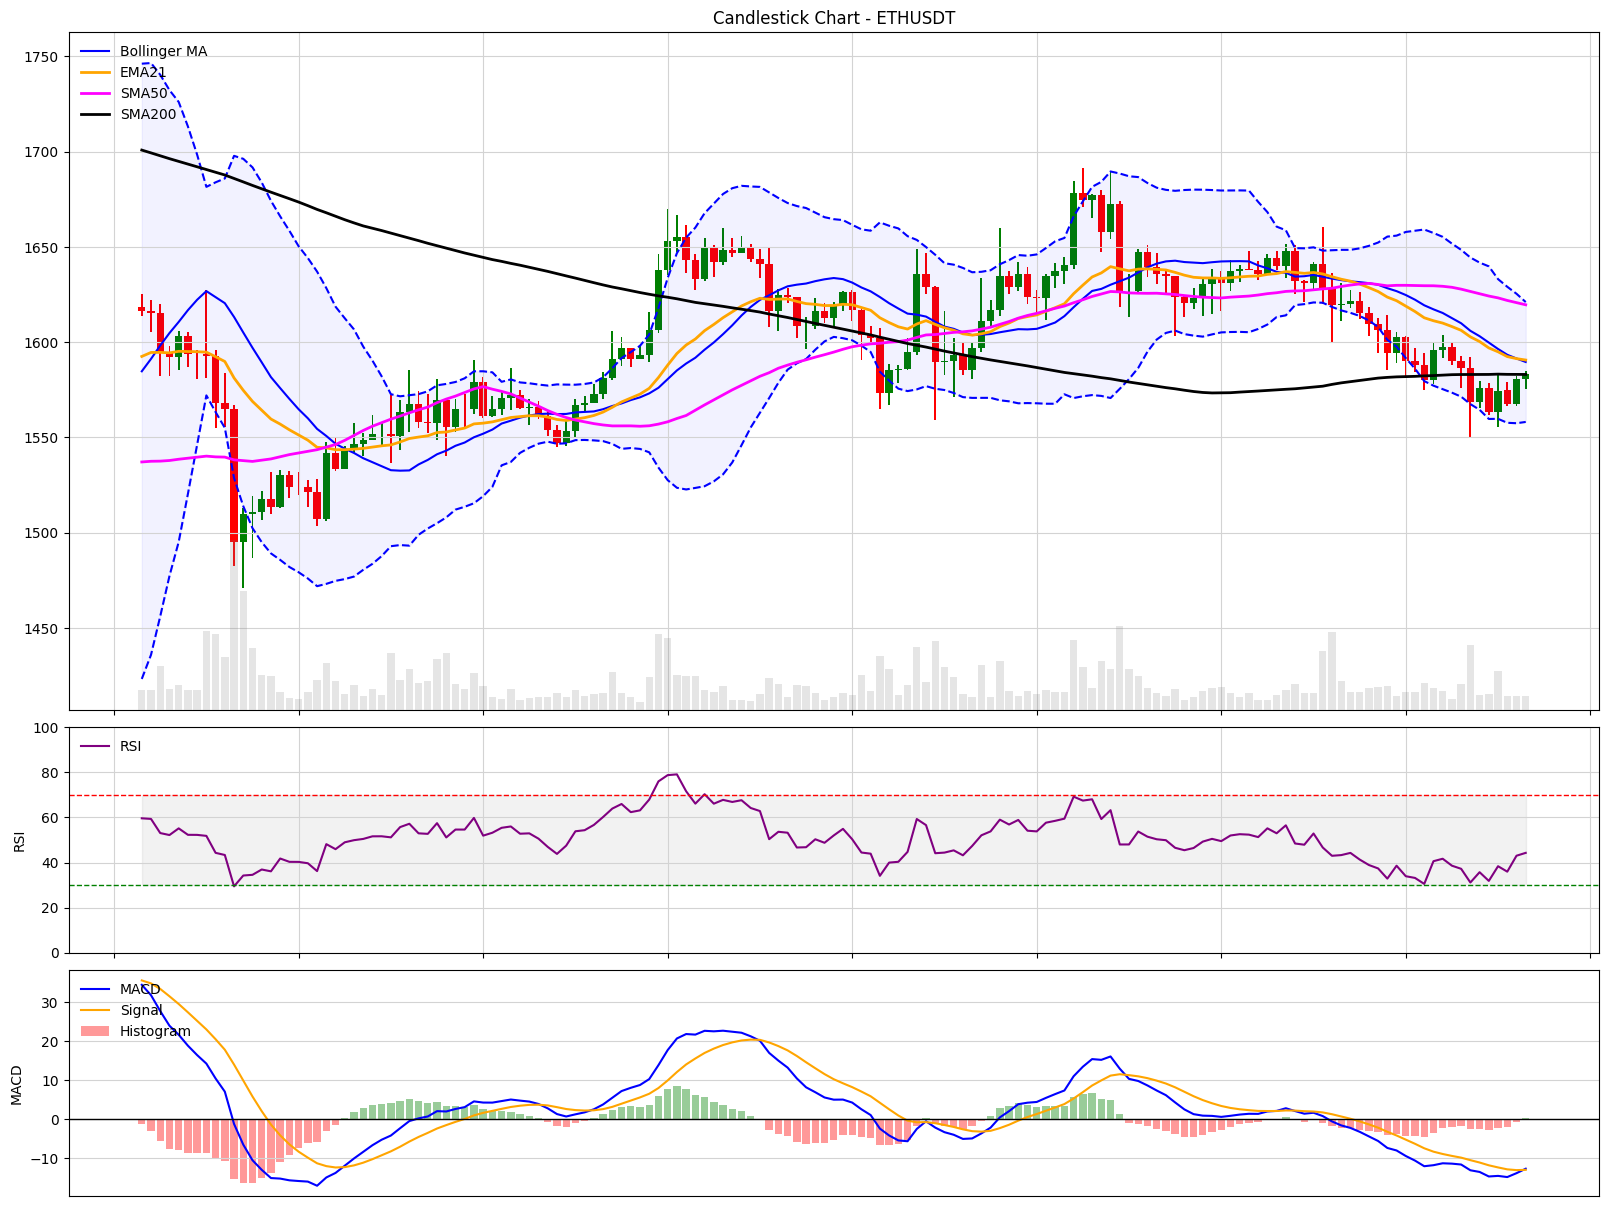 Candlestick Chart - ETHUSDT
Bollinger MA
EMA21
SMA50
SMA200
1750
1700
1650
1600
1550
1500
1450
RSI
RSI
100
80
60
40
20
0
MACD
Signal
Histogram
MACD
30
20
10
0
−10